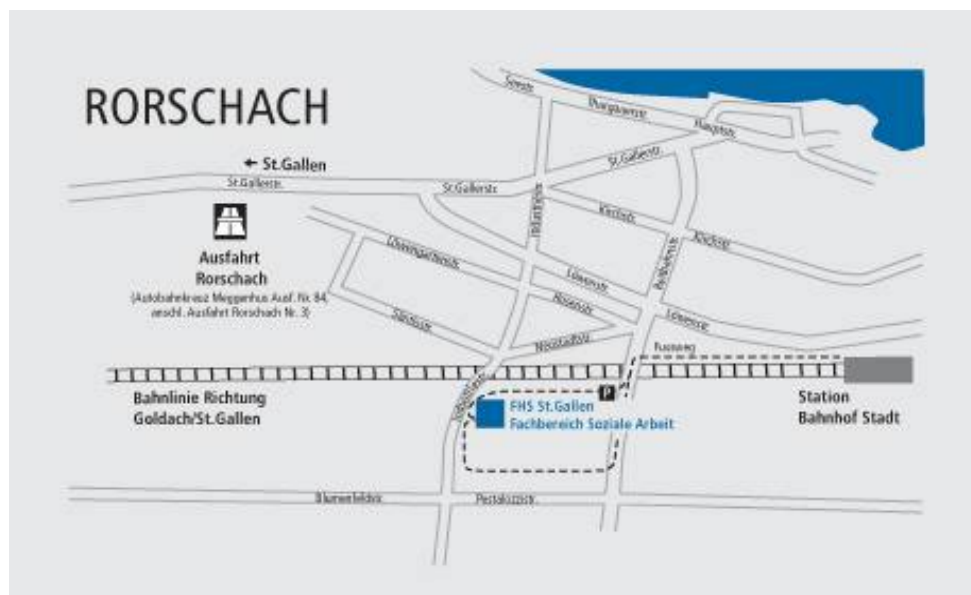 RORSCHACH
Seestr.
Thurgauerstr.
Hauptstr.
← St.Gallen
St.Gallerstr.
St.Gallerstr.
St.Gallerstr.
Kirchstr.
Kirchstr.
Löwengartenstr.
Löwenstr.
Löwenstr.
Rosenstr.
Neustadtstr.
Fussweg
Ausfahrt
Rorschach
(Autobahnkreuz Meggenhus Ausf. Nr. 84,
anschl. Ausfahrt Rorschach Nr. 3)
Bahnlinie Richtung
Goldach/St.Gallen
P
FHS St.Gallen
Fachbereich Soziale Arbeit
Station
Bahnhof Stadt
Blumenfeldstr.
Pestalozzistr.